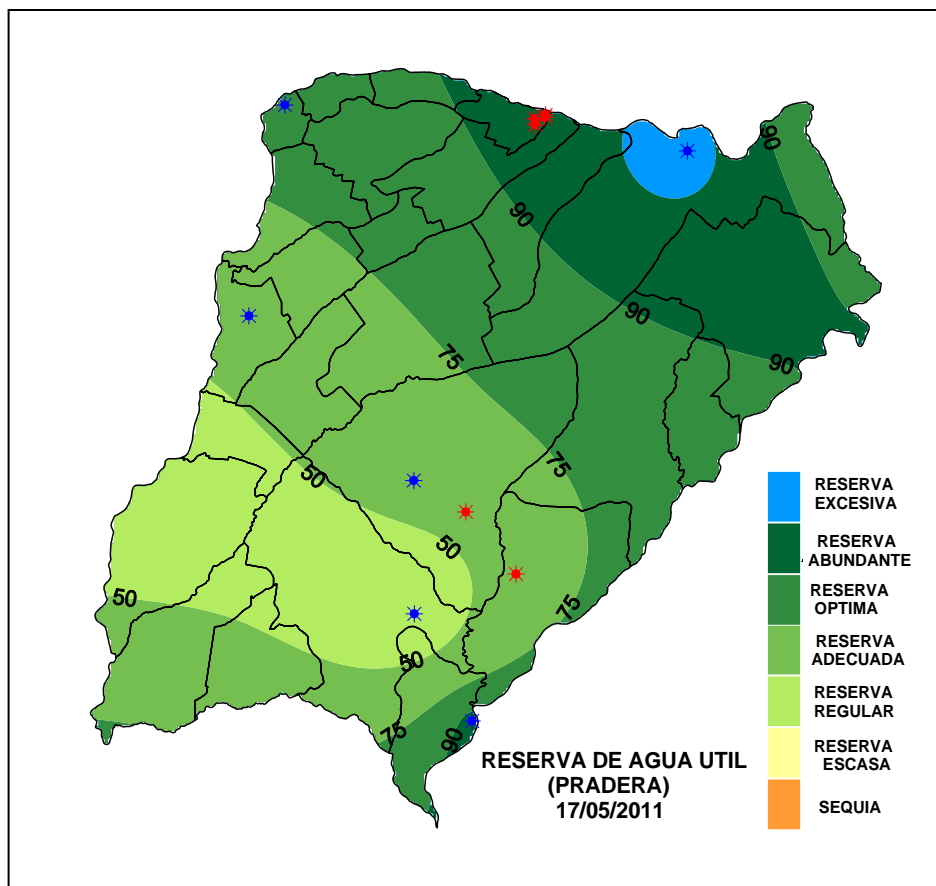 90
90
90
75
90
75
50
50
50
75
50
75
90
RESERVA
EXCESIVA
RESERVA
ABUNDANTE
RESERVA
OPTIMA
RESERVA
ADECUADA
RESERVA
REGULAR
RESERVA
ESCASA
SEQUIA
RESERVA DE AGUA UTIL
(PRADERA)
17/05/2011